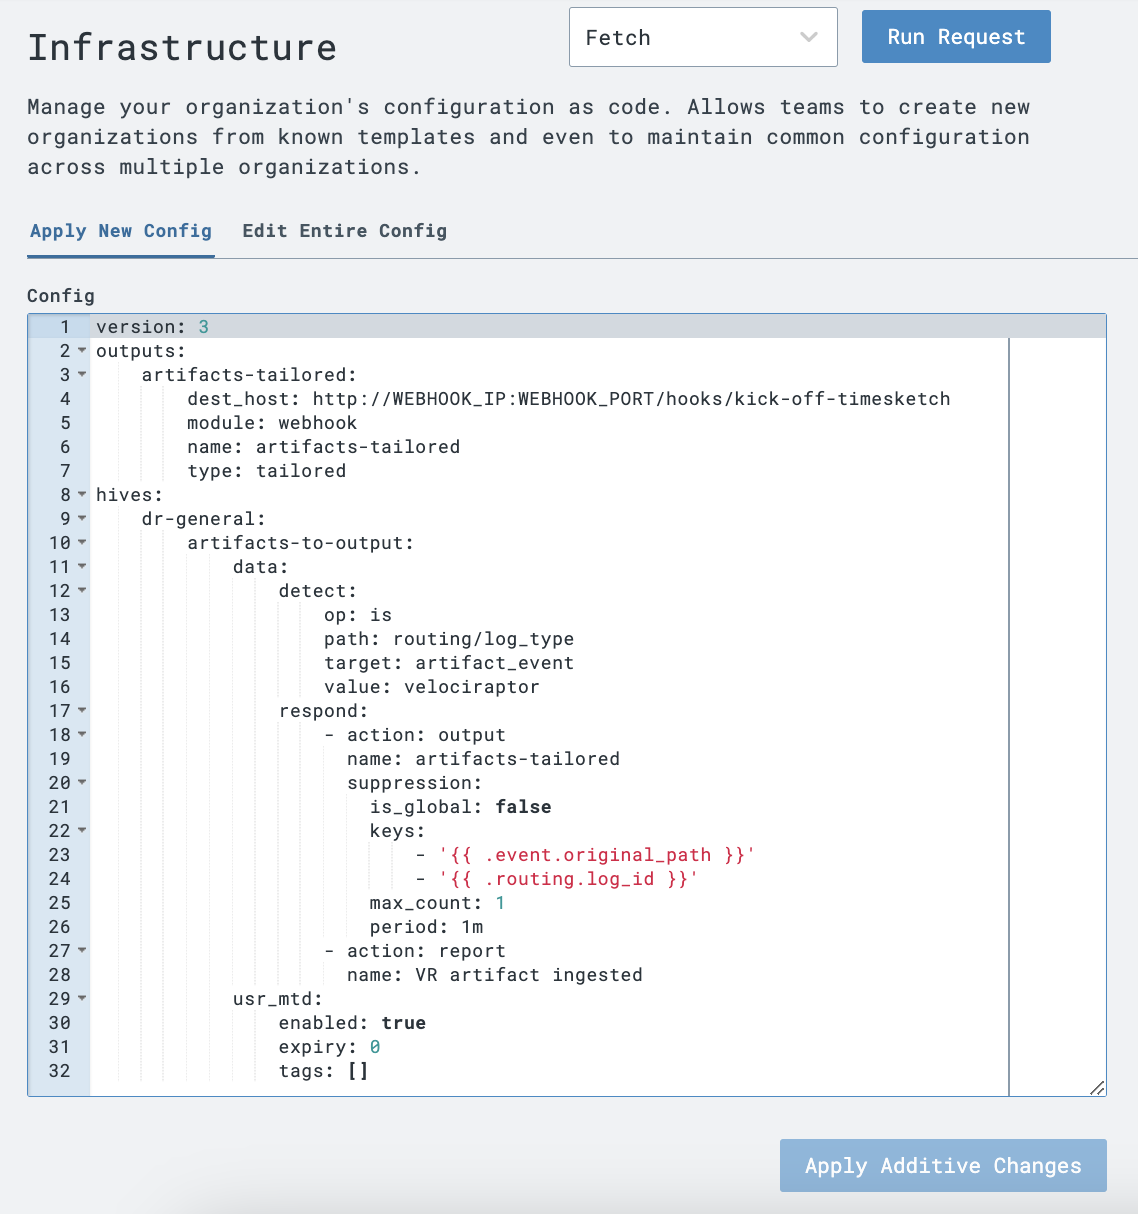 Infrastructure
Fetch
Run Request
Manage your organization's configuration as code. Allows teams to create new
organizations from known templates and even to maintain common configuration
across multiple organizations.
Apply New Config
Edit Entire Config
Config
1 version: 3
2 outputs:
3     artifacts-tailored:
4         dest_host: http://WEBHOOK_IP:WEBHOOK_PORT/hooks/kick-off-timesketch
5         module: webhook
6         name: artifacts-tailored
7         type: tailored
8 hives:
9     dr-general:
10         artifacts-to-output:
11             data:
12                 detect:
13                     op: is
14                     path: routing/log_type
15                     target: artifact_event
16                     value: velociraptor
17                 respond:
18                     - action: output
19                       name: artifacts-tailored
20                       suppression:
21                         is_global: false
22                         keys:
23                             - '{{ .event.original_path }}'
24                             - '{{ .routing.log_id }}'
25                         max_count: 1
26                         period: 1m
27                     - action: report
28                       name: VR artifact ingested
29             usr_mtd:
30                 enabled: true
31                 expiry: 0
32                 tags: []
Apply Additive Changes